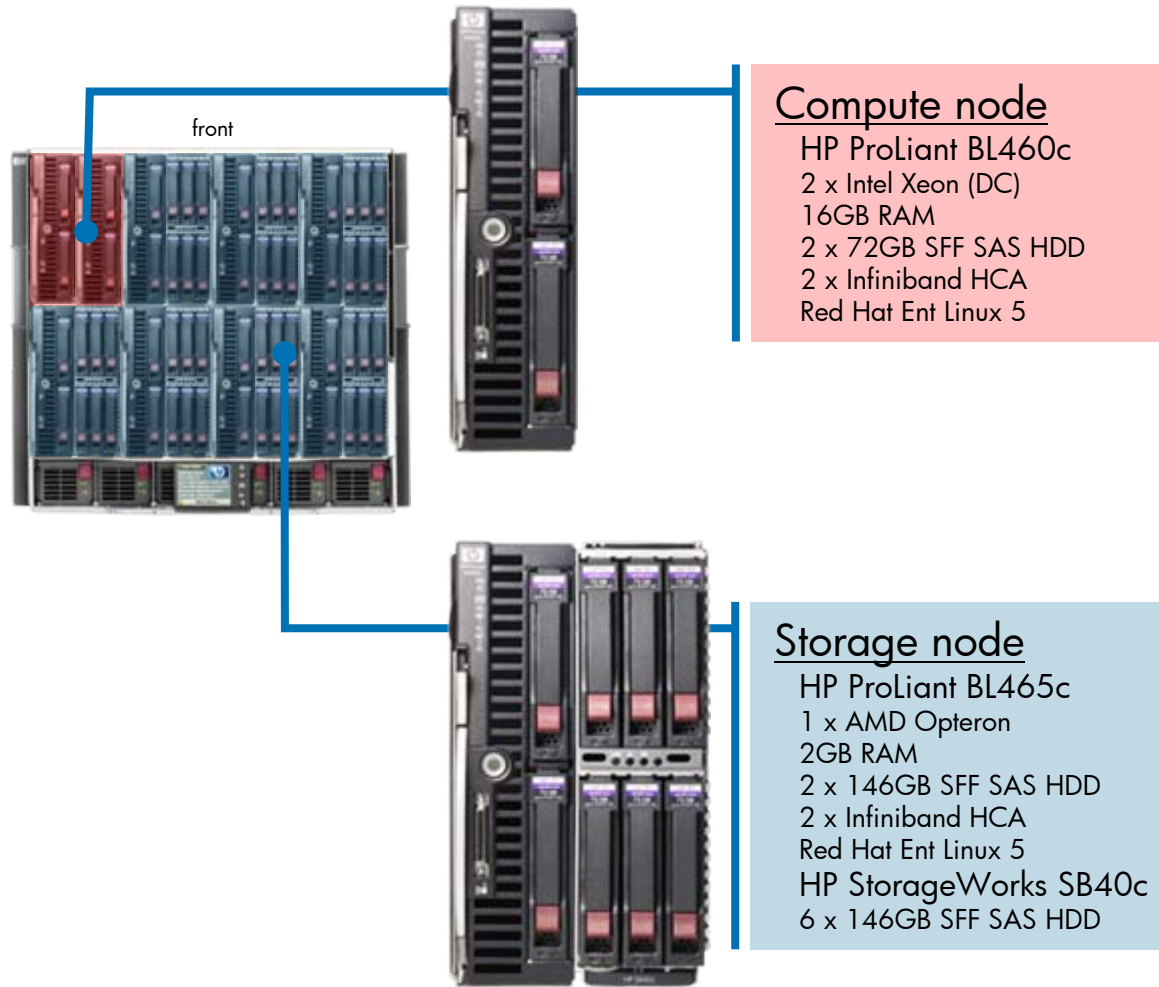 front
Compute node
HP ProLiant BL460c
2 x Intel Xeon (DC)
16GB RAM
2 x 72GB SFF SAS HDD
2 x Infiniband HCA
Red Hat Ent Linux 5
Storage node
HP ProLiant BL465c
1 x AMD Opteron
2GB RAM
2 x 146GB SFF SAS HDD
2 x Infiniband HCA
Red Hat Ent Linux 5
HP StorageWorks SB40c
6 x 146GB SFF SAS HDD